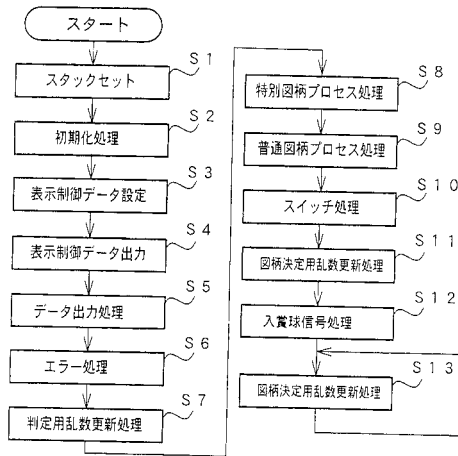 スタート
S1
スタックセット
S2
初期化処理
S3
表示制御データ設定
S4
表示制御データ出力
S5
データ出力処理
S6
エラー処理
S7
判定用乱数更新処理
S8
特別図柄プロセス処理
S9
普通図柄プロセス処理
S10
スイッチ処理
S11
図柄決定用乱数更新処理
S12
入賞球信号処理
S13
図柄決定用乱数更新処理